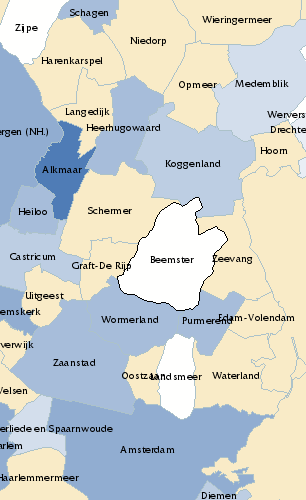 Schagen
Wieringermeer
Zijpe
Niedorp
Harenkarspel
Opmeer
Medemblik
Langedijk
Wervers
ergen (NH.)
Heerhugowaard
Drechte
Hoorn
Koggenland
Alkmaar
Heiloo
Schermer
Castricum
Beemster
Zeevang
Graft-De Rijp
Uitgeest
emskerk
Wormerland
Purmerend
Edam-Volendam
verwijk
Zaanstad
Oostzaan
Landsmeer
Waterland
Velsen
erliede en Spaarnwoude
arlem
Amsterdam
Haarlemmermeer
Diemen